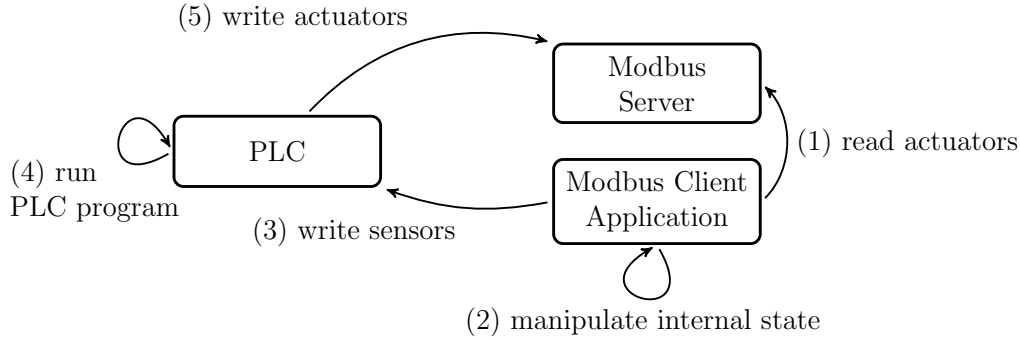 (5) write actuators
Modbus
Server
PLC
(1) read actuators
(4) run
PLC program
Modbus Client
Application
(3) write sensors
(2) manipulate internal state